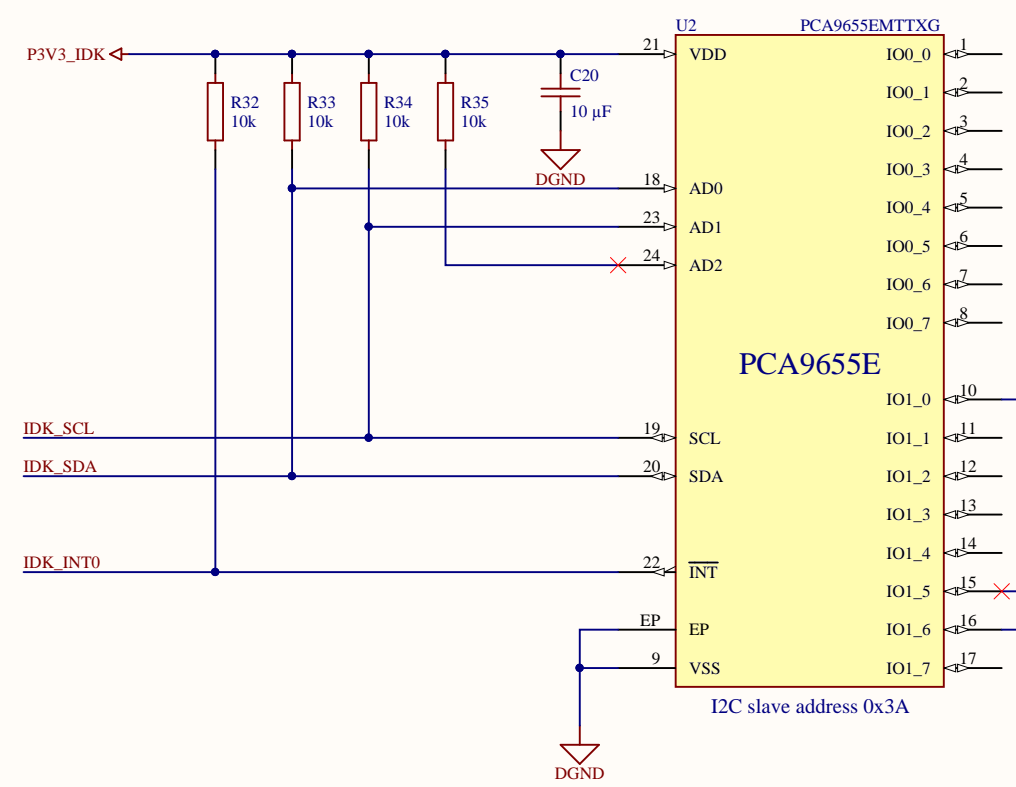 U2 PCA9655EMTTXG
P3V3_IDK
21 VDD
IO0_0 1
IO0_1 2
IO0_2 3
IO0_3 4
IO0_4 5
IO0_5 6
IO0_6 7
IO0_7 8
R32
10k
R33
10k
R34
10k
R35
10k
C20
10 µF
DGND
18 AD0
23 AD1
24 AD2
PCA9655E
IO1_0 10
IDK_SCL 19 SCL IO1_1 11
IDK_SDA 20 SDA IO1_2 12
IO1_3 13
IO1_4 14
IDK_INT0 22 INT IO1_5 15
EP EP IO1_6 16
9 VSS IO1_7 17
I2C slave address 0x3A
DGND